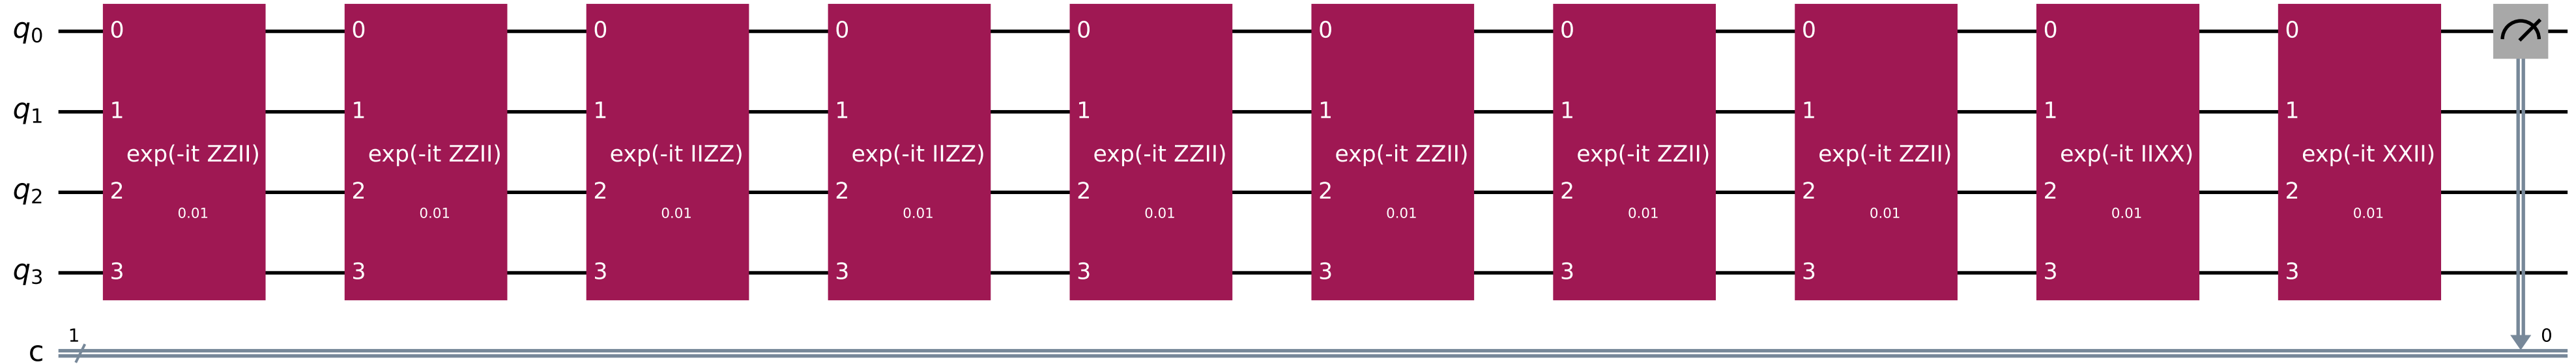 q0 0 0 0 0 0 0 0 0 0 0
q1 1 1 1 1 1 1 1 1 1 1
exp(-it ZZII) exp(-it ZZII) exp(-it IIZZ) exp(-it IIZZ) exp(-it ZZII) exp(-it ZZII) exp(-it ZZII) exp(-it ZZII) exp(-it IIXX) exp(-it XXII)
q2 2 2 2 2 2 2 2 2 2 2
0.01 0.01 0.01 0.01 0.01 0.01 0.01 0.01 0.01 0.01
q3 3 3 3 3 3 3 3 3 3 3
1 0
c